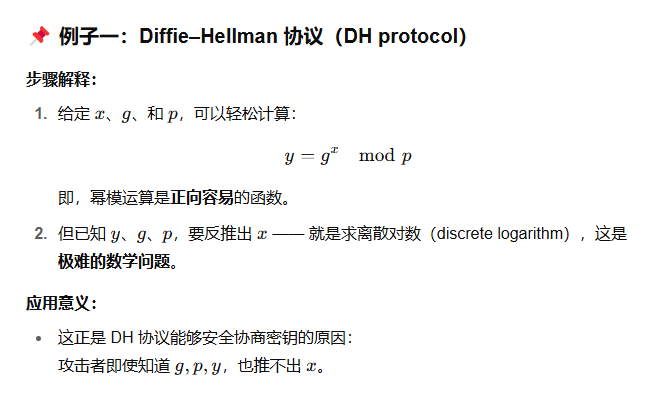 📌 例子一：Diffie–Hellman 协议（DH protocol）
步骤解释：
1. 给定 x、g、和 p，可以轻松计算：
y = gˣ mod p
即，幂模运算是正向容易的函数。
2. 但已知 y、g、p，要反推出 x —— 就是求离散对数（discrete logarithm），这是
极难的数学问题。
应用意义：
• 这正是 DH 协议能够安全协商密钥的原因：
攻击者即使知道 g, p, y，也推不出 x。